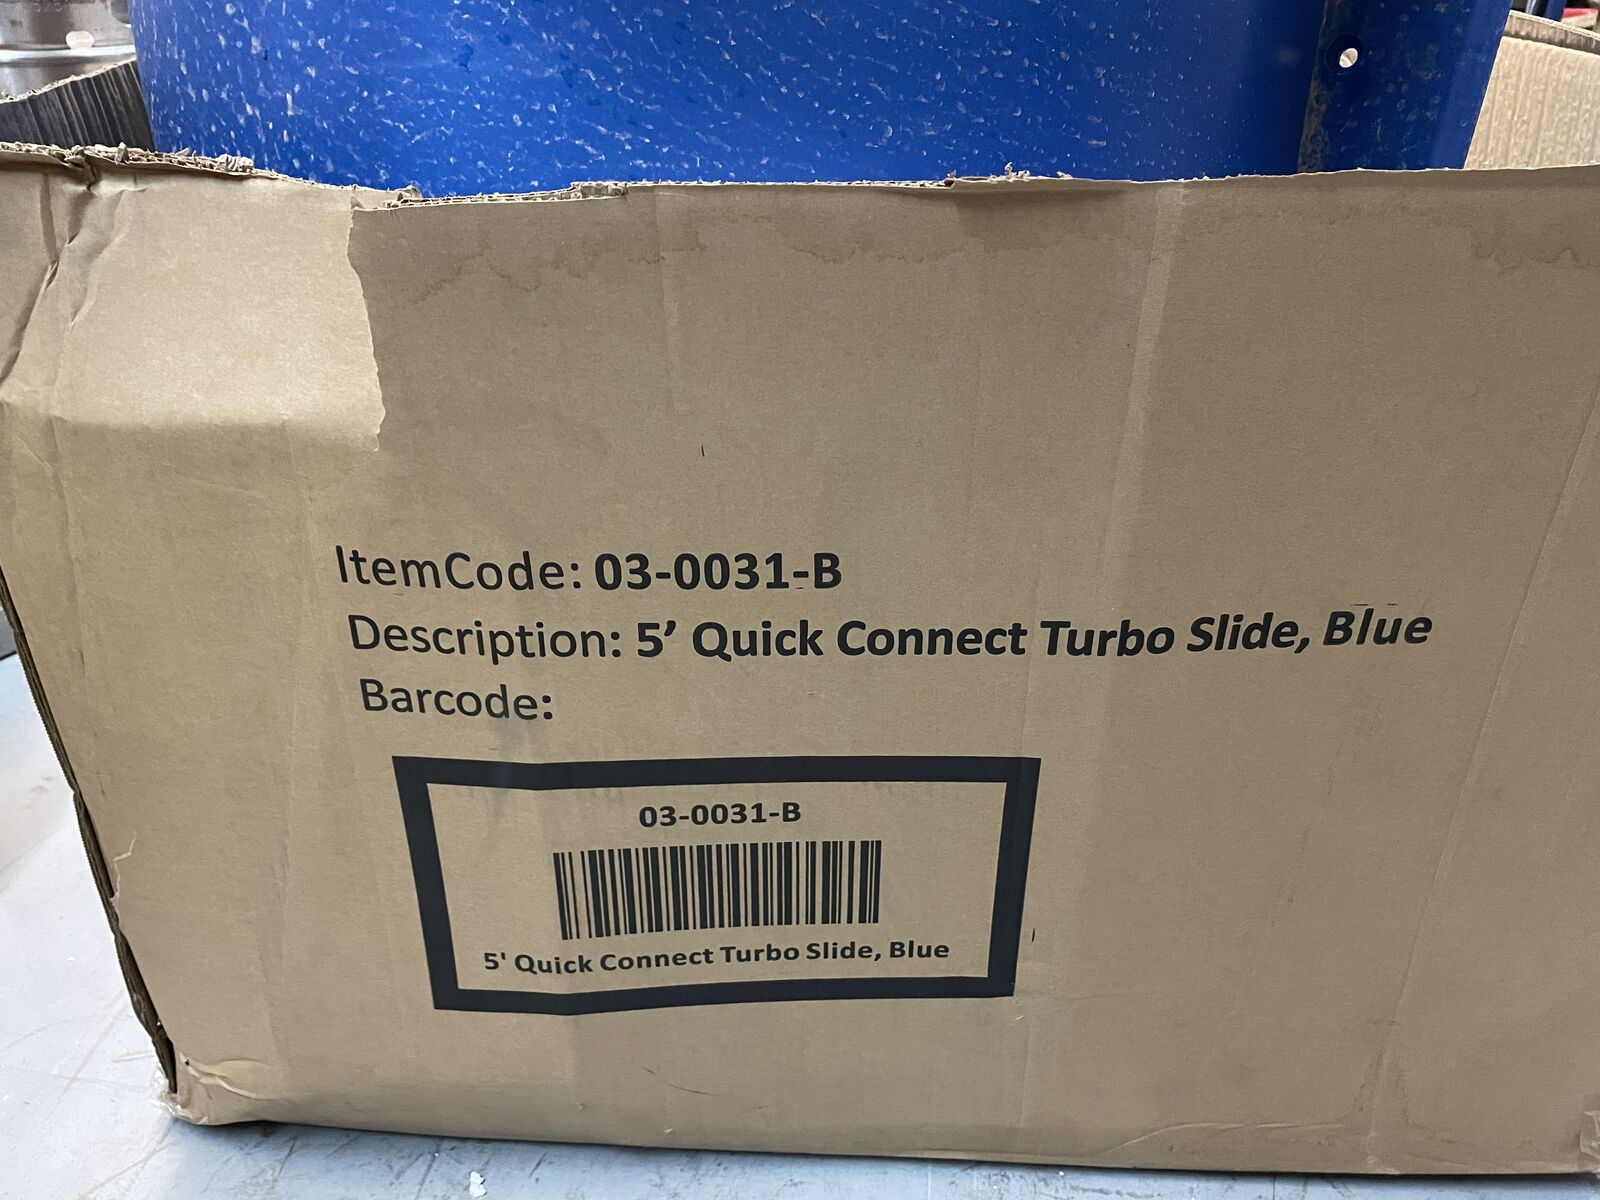 ItemCode: 03-0031-B
Description: 5’ Quick Connect Turbo Slide, Blue
Barcode:
03-0031-B
5' Quick Connect Turbo Slide, Blue